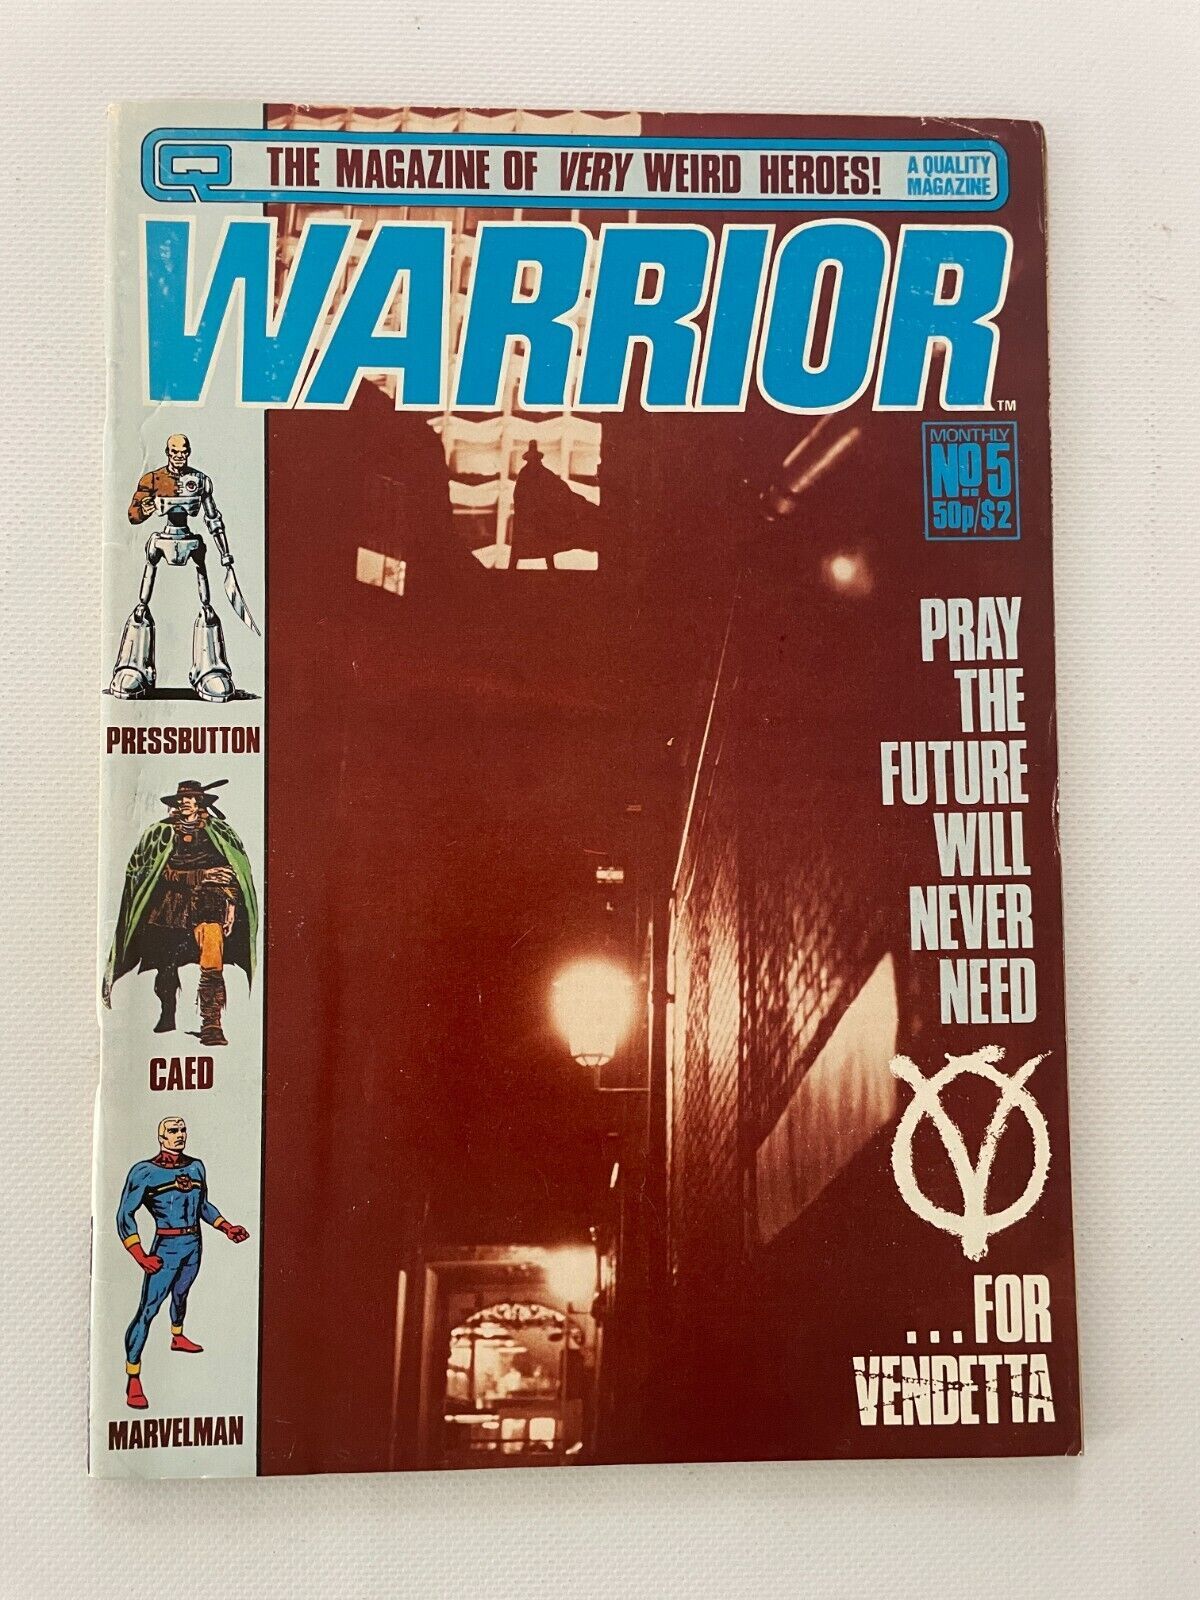 THE MAGAZINE OF VERY WEIRD HEROES!
A QUALITY
MAGAZINE
WARRIOR
TM
MONTHLY
No.5
50p/$2
PRESSBUTTON
CAED
MARVELMAN
PRAY
THE
FUTURE
WILL
NEVER
NEED
V
...FOR
VENDETTA